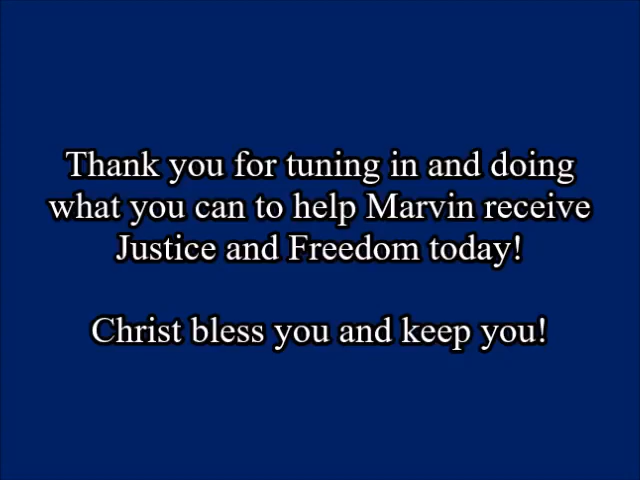 Thank you for tuning in and doing
what you can to help Marvin receive
Justice and Freedom today!
Christ bless you and keep you!